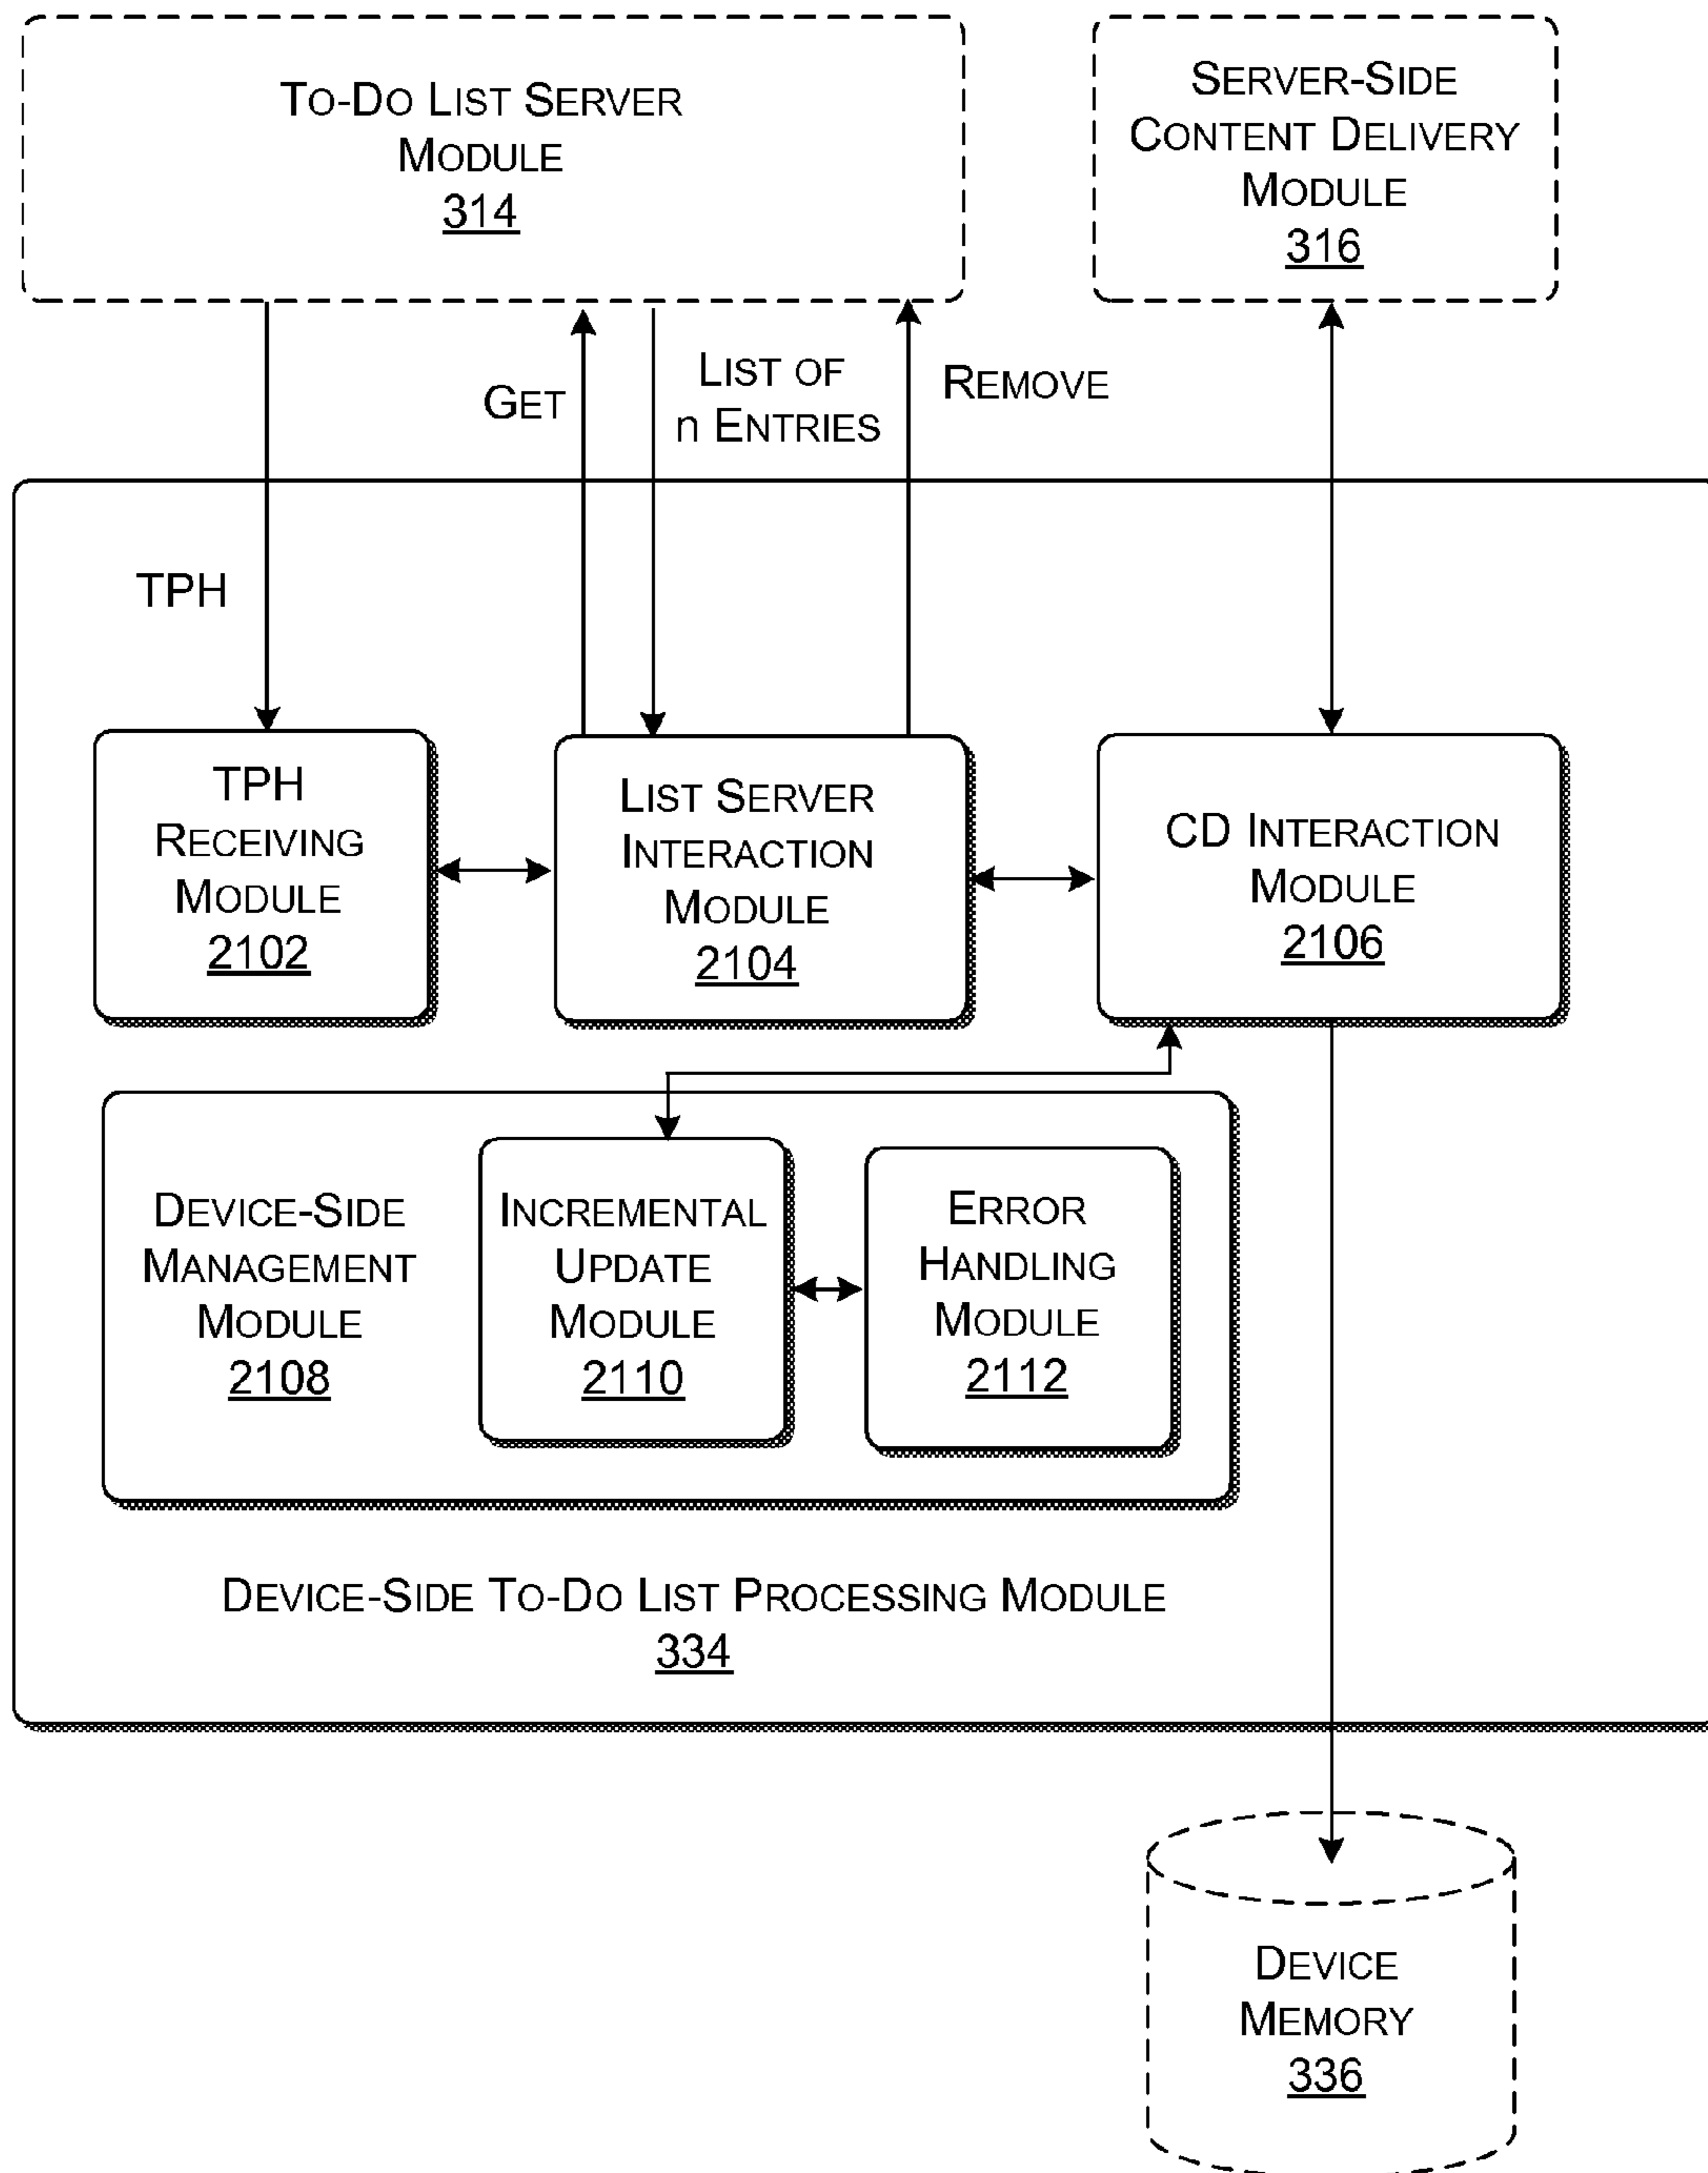 TO-DO LIST SERVER
MODULE
314
SERVER-SIDE
CONTENT DELIVERY
MODULE
316
GET
LIST OF
n ENTRIES
REMOVE
TPH
TPH
RECEIVING
MODULE
2102
LIST SERVER
INTERACTION
MODULE
2104
CD INTERACTION
MODULE
2106
DEVICE-SIDE
MANAGEMENT
MODULE
2108
INCREMENTAL
UPDATE
MODULE
2110
ERROR
HANDLING
MODULE
2112
DEVICE-SIDE TO-DO LIST PROCESSING MODULE
334
DEVICE
MEMORY
336